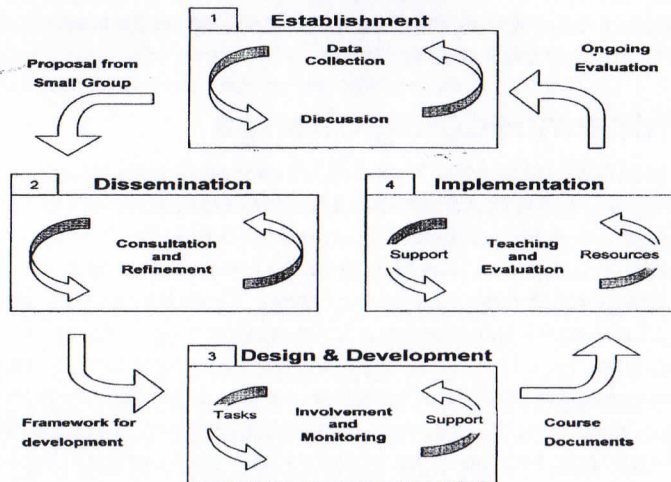 1 Establishment
Data
Collection
Discussion
Proposal from
Small Group
Ongoing
Evaluation
2 Dissemination
Consultation
and
Refinement
4 Implementation
Support
Teaching
and
Evaluation
Resources
3 Design & Development
Tasks
Involvement
and
Monitoring
Support
Framework for
development
Course
Documents